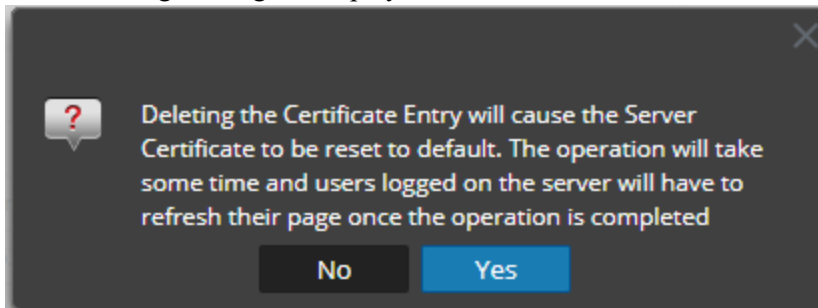 Deleting the Certificate Entry will cause the Server
Certificate to be reset to default. The operation will take
some time and users logged on the server will have to
refresh their page once the operation is completed
No Yes